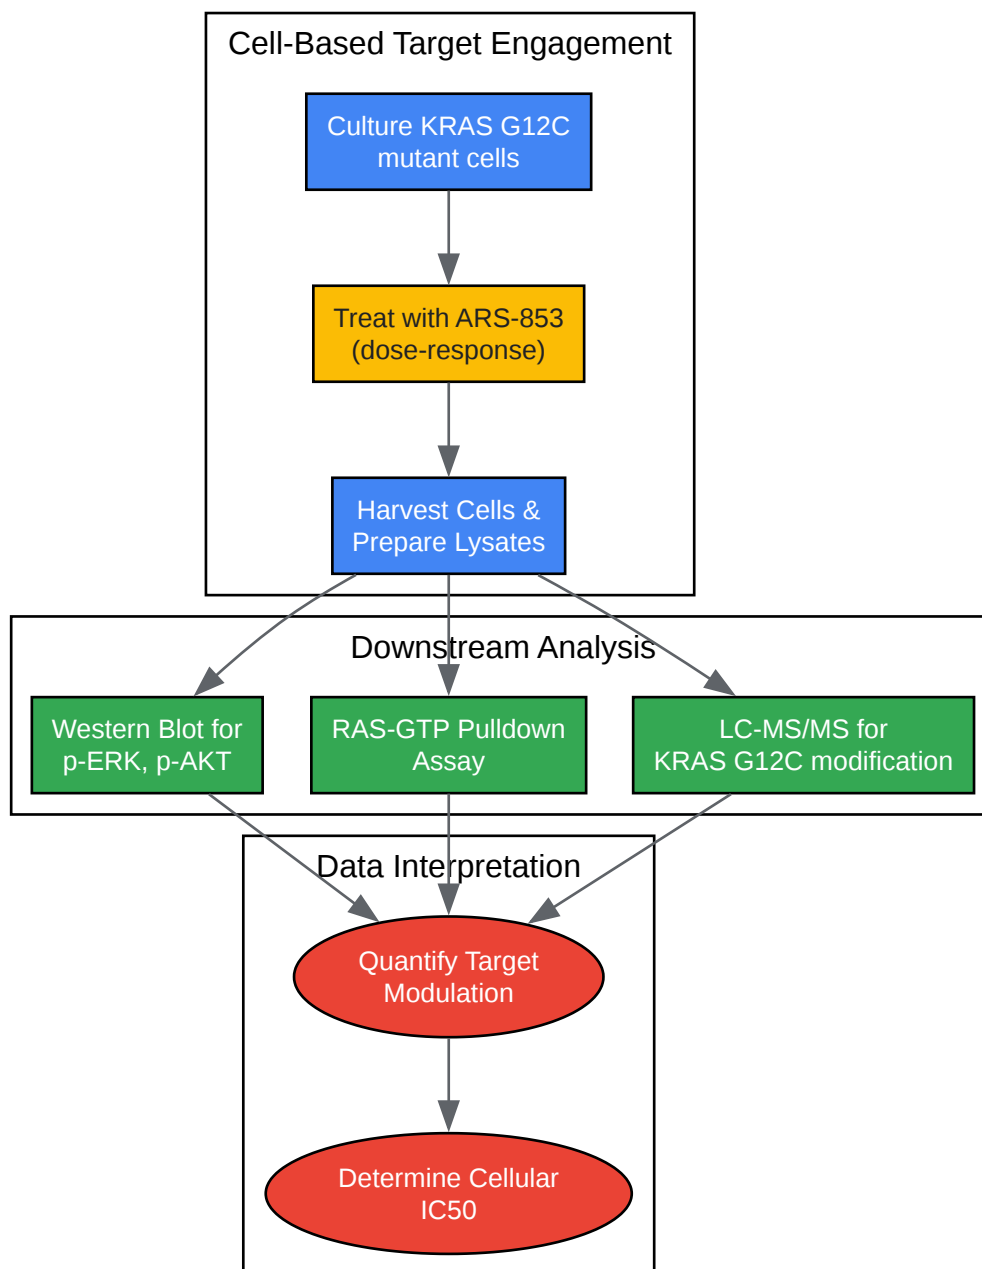 Cell-Based Target Engagement
Culture KRAS G12C
mutant cells
Treat with ARS-853
(dose-response)
Harvest Cells &
Prepare Lysates
Downstream Analysis
Western Blot for
p-ERK, p-AKT
RAS-GTP Pulldown
Assay
LC-MS/MS for
KRAS G12C modification
Data Interpretation
Quantify Target
Modulation
Determine Cellular
IC50